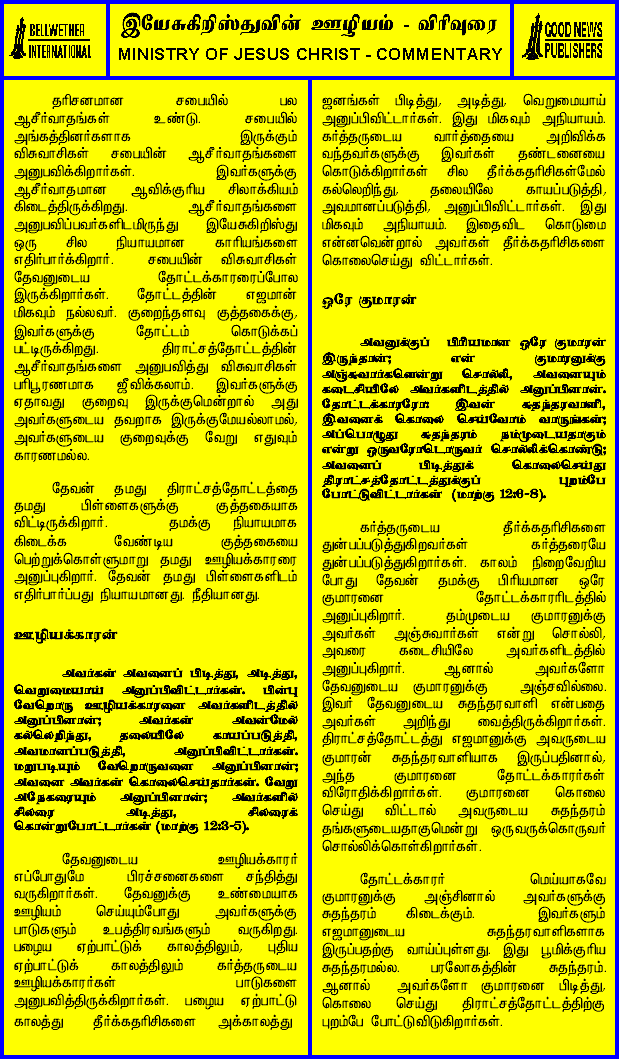 BELLWETHER
INTERNATIONAL
இயேசுகிறிஸ்துவின் ஊழியம் - விரிவுரை
MINISTRY OF JESUS CHRIST - COMMENTARY
GOOD NEWS
PUBLISHERS
தரிசனமான சபையில் பல
ஆசீர்வாதங்கள் உண்டு. சபையில்
அங்கத்தினர்களாக இருக்கும்
விசுவாசிகள் சபையின் ஆசீர்வாதங்களை
அனுபவிக்கிறார்கள். இவர்களுக்கு
ஆசீர்வாதமான ஆவிக்குரிய சிலாக்கியம்
கிடைத்திருக்கிறது. ஆசீர்வாதங்களை
அனுபவிப்பவர்களிடமிருந்து இயேசுகிறிஸ்து
ஒரு சில நியாயமான காரியங்களை
எதிர்பார்க்கிறார். சபையின் விசுவாசிகள்
தேவனுடைய தோட்டக்காரரைப்போல
இருக்கிறார்கள். தோட்டத்தின் எஜமான்
மிகவும் நல்லவர். குறைந்தளவு குத்தகைக்கு,
இவர்களுக்கு தோட்டம் கொடுக்கப்
பட்டிருக்கிறது. திராட்சத்தோட்டத்தின்
ஆசீர்வாதங்களை அனுபவித்து விசுவாசிகள்
பரிபூரணமாக ஜீவிக்கலாம். இவர்களுக்கு
ஏதாவது குறைவு இருக்குமென்றால் அது
அவர்களுடைய தவறாக இருக்குமேயல்லாமல்,
அவர்களுடைய குறைவுக்கு வேறு எதுவும்
காரணமல்ல.
தேவன் தமது திராட்சத்தோட்டத்தை
தமது பிள்ளைகளுக்கு குத்தகையாக
விட்டிருக்கிறார். தமக்கு நியாயமாக
கிடைக்க வேண்டிய குத்தகையை
பெற்றுக்கொள்ளுமாறு தமது ஊழியக்காரரை
அனுப்புகிறார். தேவன் தமது பிள்ளைகளிடம்
எதிர்பார்ப்பது நியாயமானது. நீதியானது.
ஊழியக்காரன்
அவர்கள் அவனைப் பிடித்து, அடித்து,
வெறுமையாய் அனுப்பிவிட்டார்கள். பின்பு
வேறொரு ஊழியக்காரனை அவர்களிடத்தில்
அனுப்பினான்; அவர்கள் அவன்மேல்
கல்லெறிந்து, தலையிலே காயப்படுத்தி,
அவமானப்படுத்தி, அனுப்பிவிட்டார்கள்.
மறுபடியும் வேறொருவனை அனுப்பினான்;
அவனை அவர்கள் கொலைசெய்தார்கள். வேறு
அநேகரையும் அனுப்பினான்; அவர்களில்
சிலரை அடித்து, சிலரைக்
கொன்றுபோட்டார்கள் (மாற்கு 12:3-5).
தேவனுடைய ஊழியக்காரர்
எப்போதுமே பிரச்சனைகளை சந்தித்து
வருகிறார்கள். தேவனுக்கு உண்மையாக
ஊழியம் செய்யும்போது அவர்களுக்கு
பாடுகளும் உபத்திரவங்களும் வருகிறது.
பழைய ஏற்பாட்டுக் காலத்திலும், புதிய
ஏற்பாட்டுக் காலத்திலும் கர்த்தருடைய
ஊழியக்காரர்கள் பாடுகளை
அனுபவித்திருக்கிறார்கள். பழைய ஏற்பாட்டு
காலத்து தீர்க்கதரிசிகளை அக்காலத்து
ஜனங்கள் பிடித்து, அடித்து, வெறுமையாய்
அனுப்பிவிட்டார்கள். இது மிகவும் அநியாயம்.
கர்த்தருடைய வார்த்தையை அறிவிக்க
வந்தவர்களுக்கு இவர்கள் தண்டனையை
கொடுக்கிறார்கள் சில தீர்க்கதரிசிகள்மேல்
கல்லெறிந்து, தலையிலே காயப்படுத்தி,
அவமானப்படுத்தி, அனுப்பிவிட்டார்கள். இது
மிகவும் அநியாயம். இதைவிட கொடுமை
என்னவென்றால் அவர்கள் தீர்க்கதரிசிகளை
கொலைசெய்து விட்டார்கள்.
ஒரே குமாரன்
அவனுக்குப் பிரியமான ஒரே குமாரன்
இருந்தான்; என் குமாரனுக்கு
அஞ்சுவார்களென்று சொல்லி, அவனையும்
கடைசியிலே அவர்களிடத்தில் அனுப்பினான்.
தோட்டக்காரரோ: இவன் சுதந்தரவாளி,
இவனைக் கொலை செய்வோம் வாருங்கள்;
அப்பொழுது சுதந்தரம் நம்முடையதாகும்
என்று ஒருவரோடொருவர் சொல்லிக்கொண்டு;
அவனைப் பிடித்துக் கொலைசெய்து
திராட்சத்தோட்டத்துக்குப் புறம்பே
போட்டுவிட்டார்கள் (மாற்கு 12:6-8).
கர்த்தருடைய தீர்க்கதரிசிகளை
துன்பப்படுத்துகிறவர்கள் கர்த்தரையே
துன்பப்படுத்துகிறார்கள். காலம் நிறைவேறிய
போது தேவன் தமக்கு பிரியமான ஒரே
குமாரனை தோட்டக்காரரிடத்தில்
அனுப்புகிறார். தம்முடைய குமாரனுக்கு
அவர்கள் அஞ்சுவார்கள் என்று சொல்லி,
அவரை கடைசியிலே அவர்களிடத்தில்
அனுப்புகிறார். ஆனால் அவர்களோ
தேவனுடைய குமாரனுக்கு அஞ்சவில்லை.
இவர் தேவனுடைய சுதந்தரவாளி என்பதை
அவர்கள் அறிந்து வைத்திருக்கிறார்கள்.
திராட்சத்தோட்டத்து எஜமானுக்கு அவருடைய
குமாரன் சுதந்தரவாளியாக இருப்பதினால்,
அந்த குமாரனை தோட்டக்காரர்கள்
விரோதிக்கிறார்கள். குமாரனை கொலை
செய்து விட்டால் அவருடைய சுதந்தரம்
தங்களுடையதாகுமென்று ஒருவருக்கொருவர்
சொல்லிக்கொள்கிறார்கள்.
தோட்டக்காரர் மெய்யாகவே
குமாரனுக்கு அஞ்சினால் அவர்களுக்கு
சுதந்தரம் கிடைக்கும். இவர்களும்
எஜமானுடைய சுதந்தரவாளிகளாக
இருப்பதற்கு வாய்ப்புள்ளது. இது பூமிக்குரிய
சுதந்தரமல்ல. பரலோகத்தின் சுதந்தரம்.
ஆனால் அவர்களோ குமாரனை பிடித்து,
கொலை செய்து திராட்சத்தோட்டத்திற்கு
புறம்பே போட்டுவிடுகிறார்கள்.